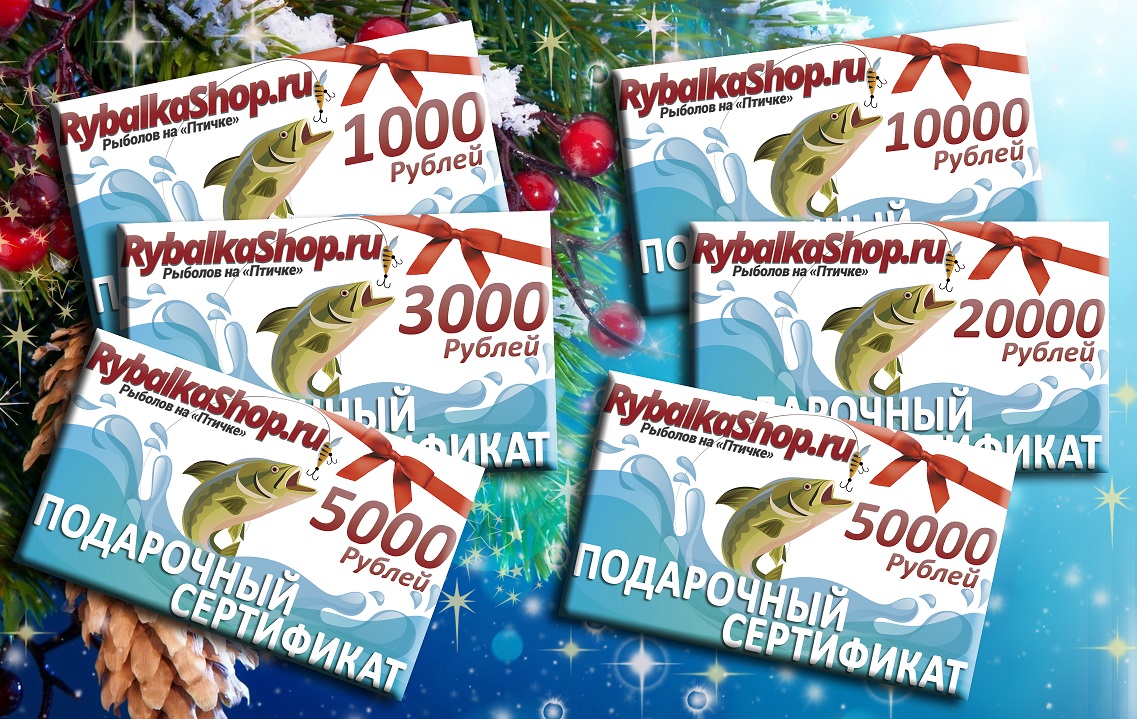 RybalkaShop.ru
Рыболов на «Птичке»
1000
Рублей
RybalkaShop.ru
Рыболов на «Птичке»
3000
Рублей
RybalkaShop.ru
Рыболов на «Птичке»
5000
Рублей
ПОДАРОЧНЫЙ
СЕРТИФИКАТ
RybalkaShop.ru
Рыболов на «Птичке»
10000
Рублей
RybalkaShop.ru
Рыболов на «Птичке»
20000
Рублей
RybalkaShop.ru
Рыболов на «Птичке»
50000
Рублей
ПОДАРОЧНЫЙ
СЕРТИФИКАТ